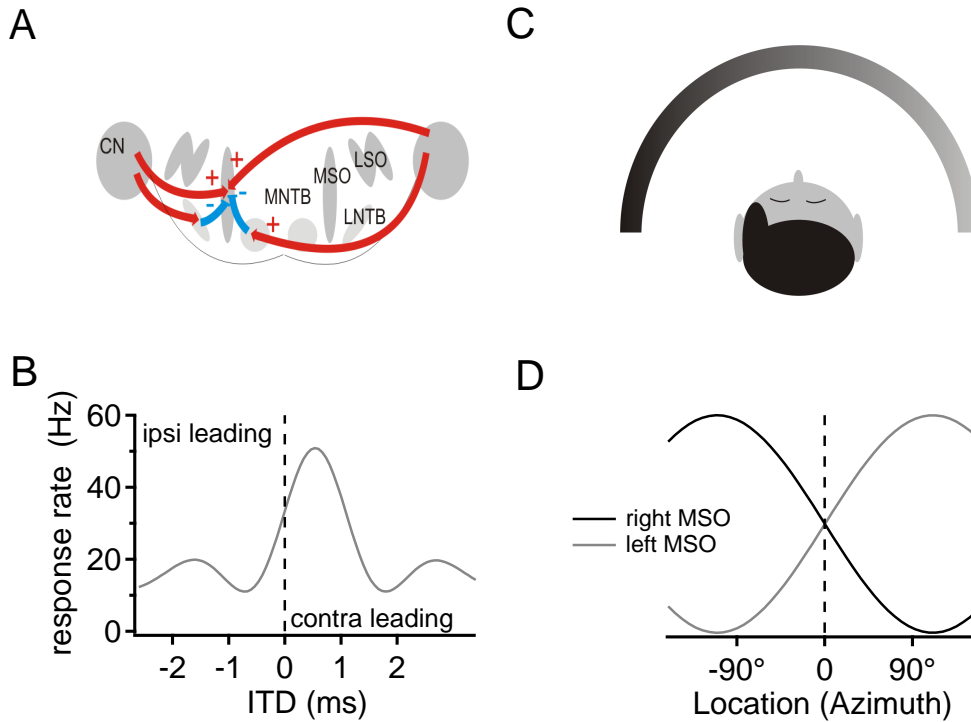 A
CN
+
+
+
-
-
MNTB
MSO
LSO
LNTB
C
B
response rate (Hz)
60
40
20
0
ipsi leading
contra leading
-2
-1
0
1
2
ITD (ms)
D
right MSO
left MSO
-90°
0
90°
Location (Azimuth)